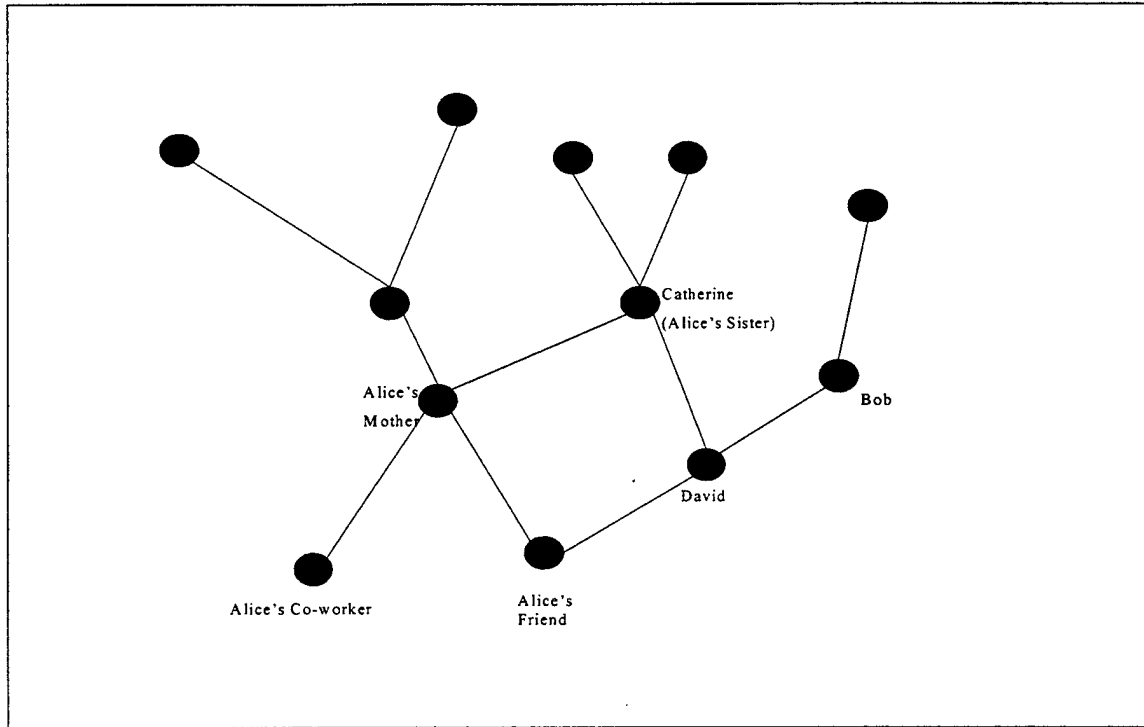 Catherine
(Alice's Sister)
Alice's
Mother
Bob
David
Alice's Co-worker
Alice's
Friend